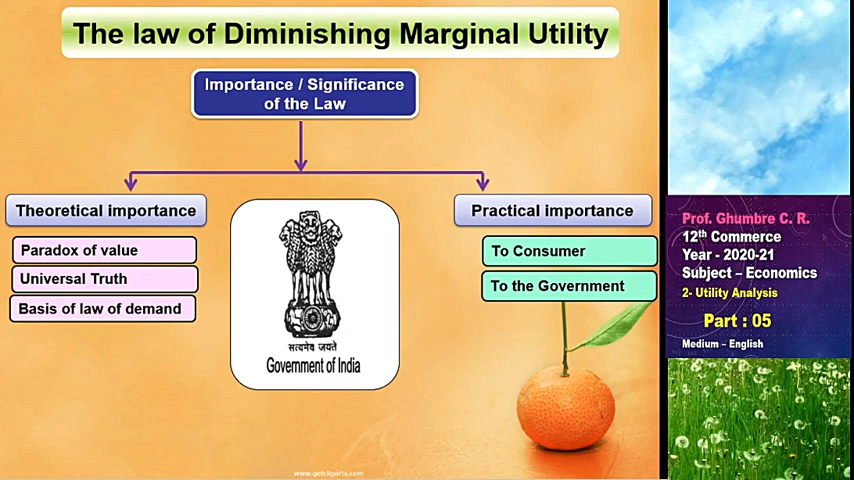 The law of Diminishing Marginal Utility
Importance / Significance
of the Law
Theoretical importance
Paradox of value
Universal Truth
Basis of law of demand
सत्यमेव जयते
Government of India
Practical importance
To Consumer
To the Government
www.getcliparts.com
Prof. Ghumbre C. R.
12th Commerce
Year - 2020-21
Subject – Economics
2- Utility Analysis
Part : 05
Medium – English